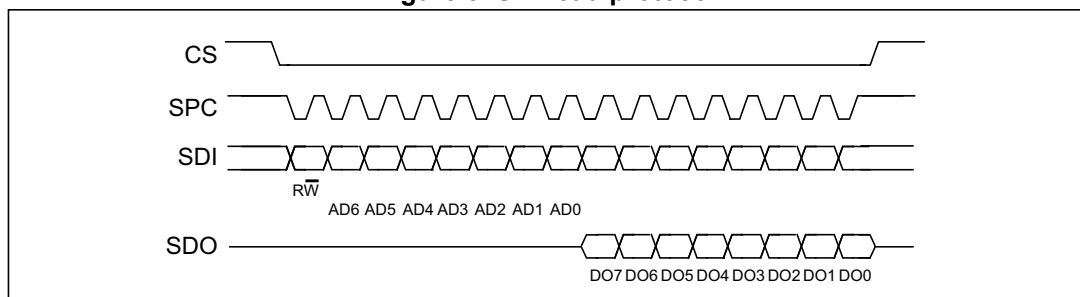 CS
SPC
SDI
RW̅
AD6 AD5 AD4 AD3 AD2 AD1 AD0
SDO
DO7 DO6 DO5 DO4 DO3 DO2 DO1 DO0